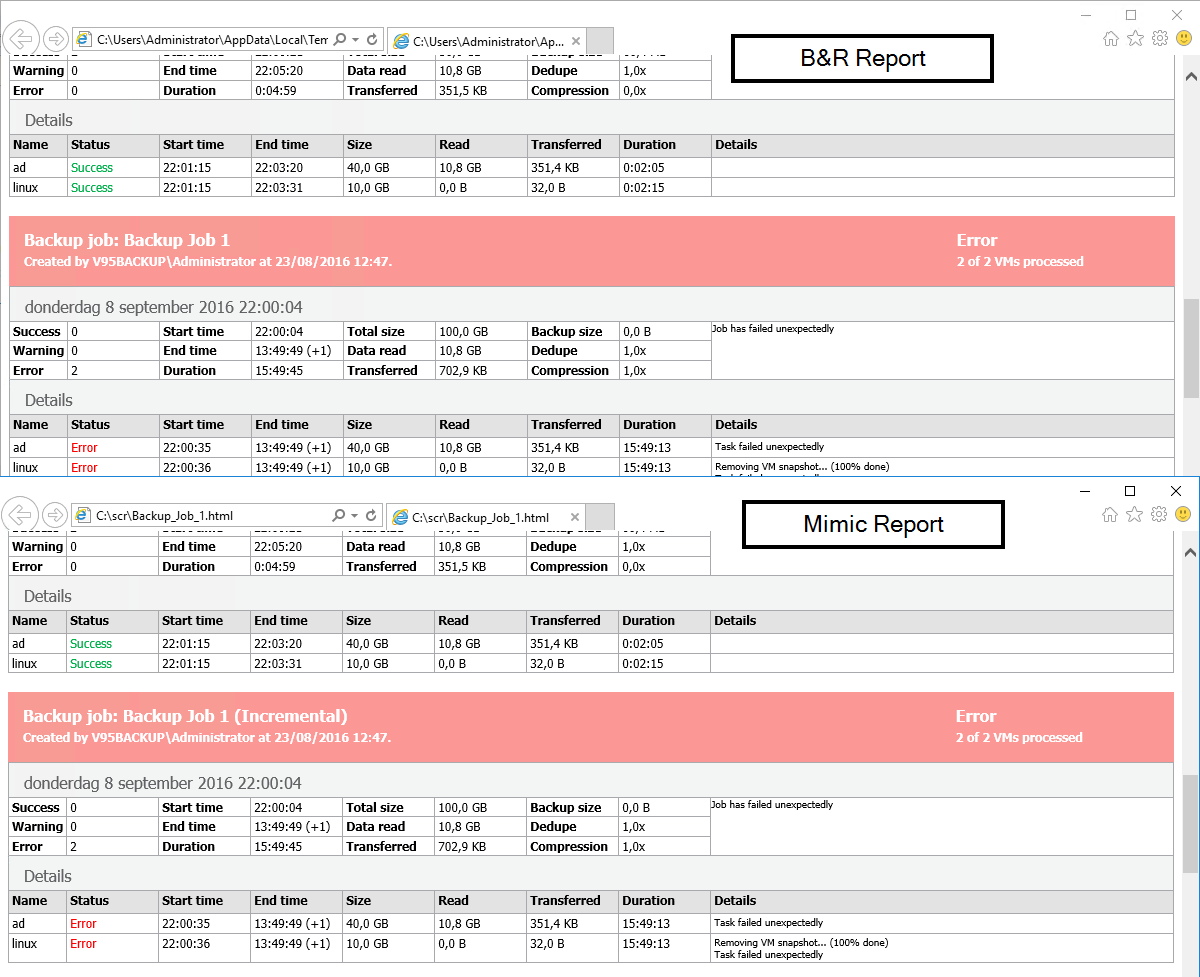 C:\Users\Administrator\AppData\Local\Tem
C:\Users\Administrator\Ap...
B&R Report
Warning 0 End time 22:05:20 Data read 10,8 GB Dedupe 1,0x
Error 0 Duration 0:04:59 Transferred 351,5 KB Compression 0,0x
Details
Name Status Start time End time Size Read Transferred Duration Details
ad Success 22:01:15 22:03:20 40,0 GB 10,8 GB 351,4 KB 0:02:05
linux Success 22:01:15 22:03:31 10,0 GB 0,0 B 32,0 B 0:02:15
Backup job: Backup Job 1 Error
Created by V95BACKUP\Administrator at 23/08/2016 12:47. 2 of 2 VMs processed
donderdag 8 september 2016 22:00:04
Success 0 Start time 22:00:04 Total size 100,0 GB Backup size 0,0 B Job has failed unexpectedly
Warning 0 End time 13:49:49 (+1) Data read 10,8 GB Dedupe 1,0x
Error 2 Duration 15:49:45 Transferred 702,9 KB Compression 1,0x
Details
Name Status Start time End time Size Read Transferred Duration Details
ad Error 22:00:35 13:49:49 (+1) 40,0 GB 10,8 GB 351,4 KB 15:49:13 Task failed unexpectedly
linux Error 22:00:36 13:49:49 (+1) 10,0 GB 0,0 B 32,0 B 15:49:13 Removing VM snapshot... (100% done)
C:\scr\Backup_Job_1.html
C:\scr\Backup_Job_1.html
Mimic Report
Warning 0 End time 22:05:20 Data read 10,8 GB Dedupe 1,0x
Error 0 Duration 0:04:59 Transferred 351,5 KB Compression 0,0x
Details
Name Status Start time End time Size Read Transferred Duration Details
ad Success 22:01:15 22:03:20 40,0 GB 10,8 GB 351,4 KB 0:02:05
linux Success 22:01:15 22:03:31 10,0 GB 0,0 B 32,0 B 0:02:15
Backup job: Backup Job 1 (Incremental) Error
Created by V95BACKUP\Administrator at 23/08/2016 12:47. 2 of 2 VMs processed
donderdag 8 september 2016 22:00:04
Success 0 Start time 22:00:04 Total size 100,0 GB Backup size 0,0 B Job has failed unexpectedly
Warning 0 End time 13:49:49 (+1) Data read 10,8 GB Dedupe 1,0x
Error 2 Duration 15:49:45 Transferred 702,9 KB Compression 1,0x
Details
Name Status Start time End time Size Read Transferred Duration Details
ad Error 22:00:35 13:49:49 (+1) 40,0 GB 10,8 GB 351,4 KB 15:49:13 Task failed unexpectedly
linux Error 22:00:36 13:49:49 (+1) 10,0 GB 0,0 B 32,0 B 15:49:13 Removing VM snapshot... (100% done)
Task failed unexpectedly